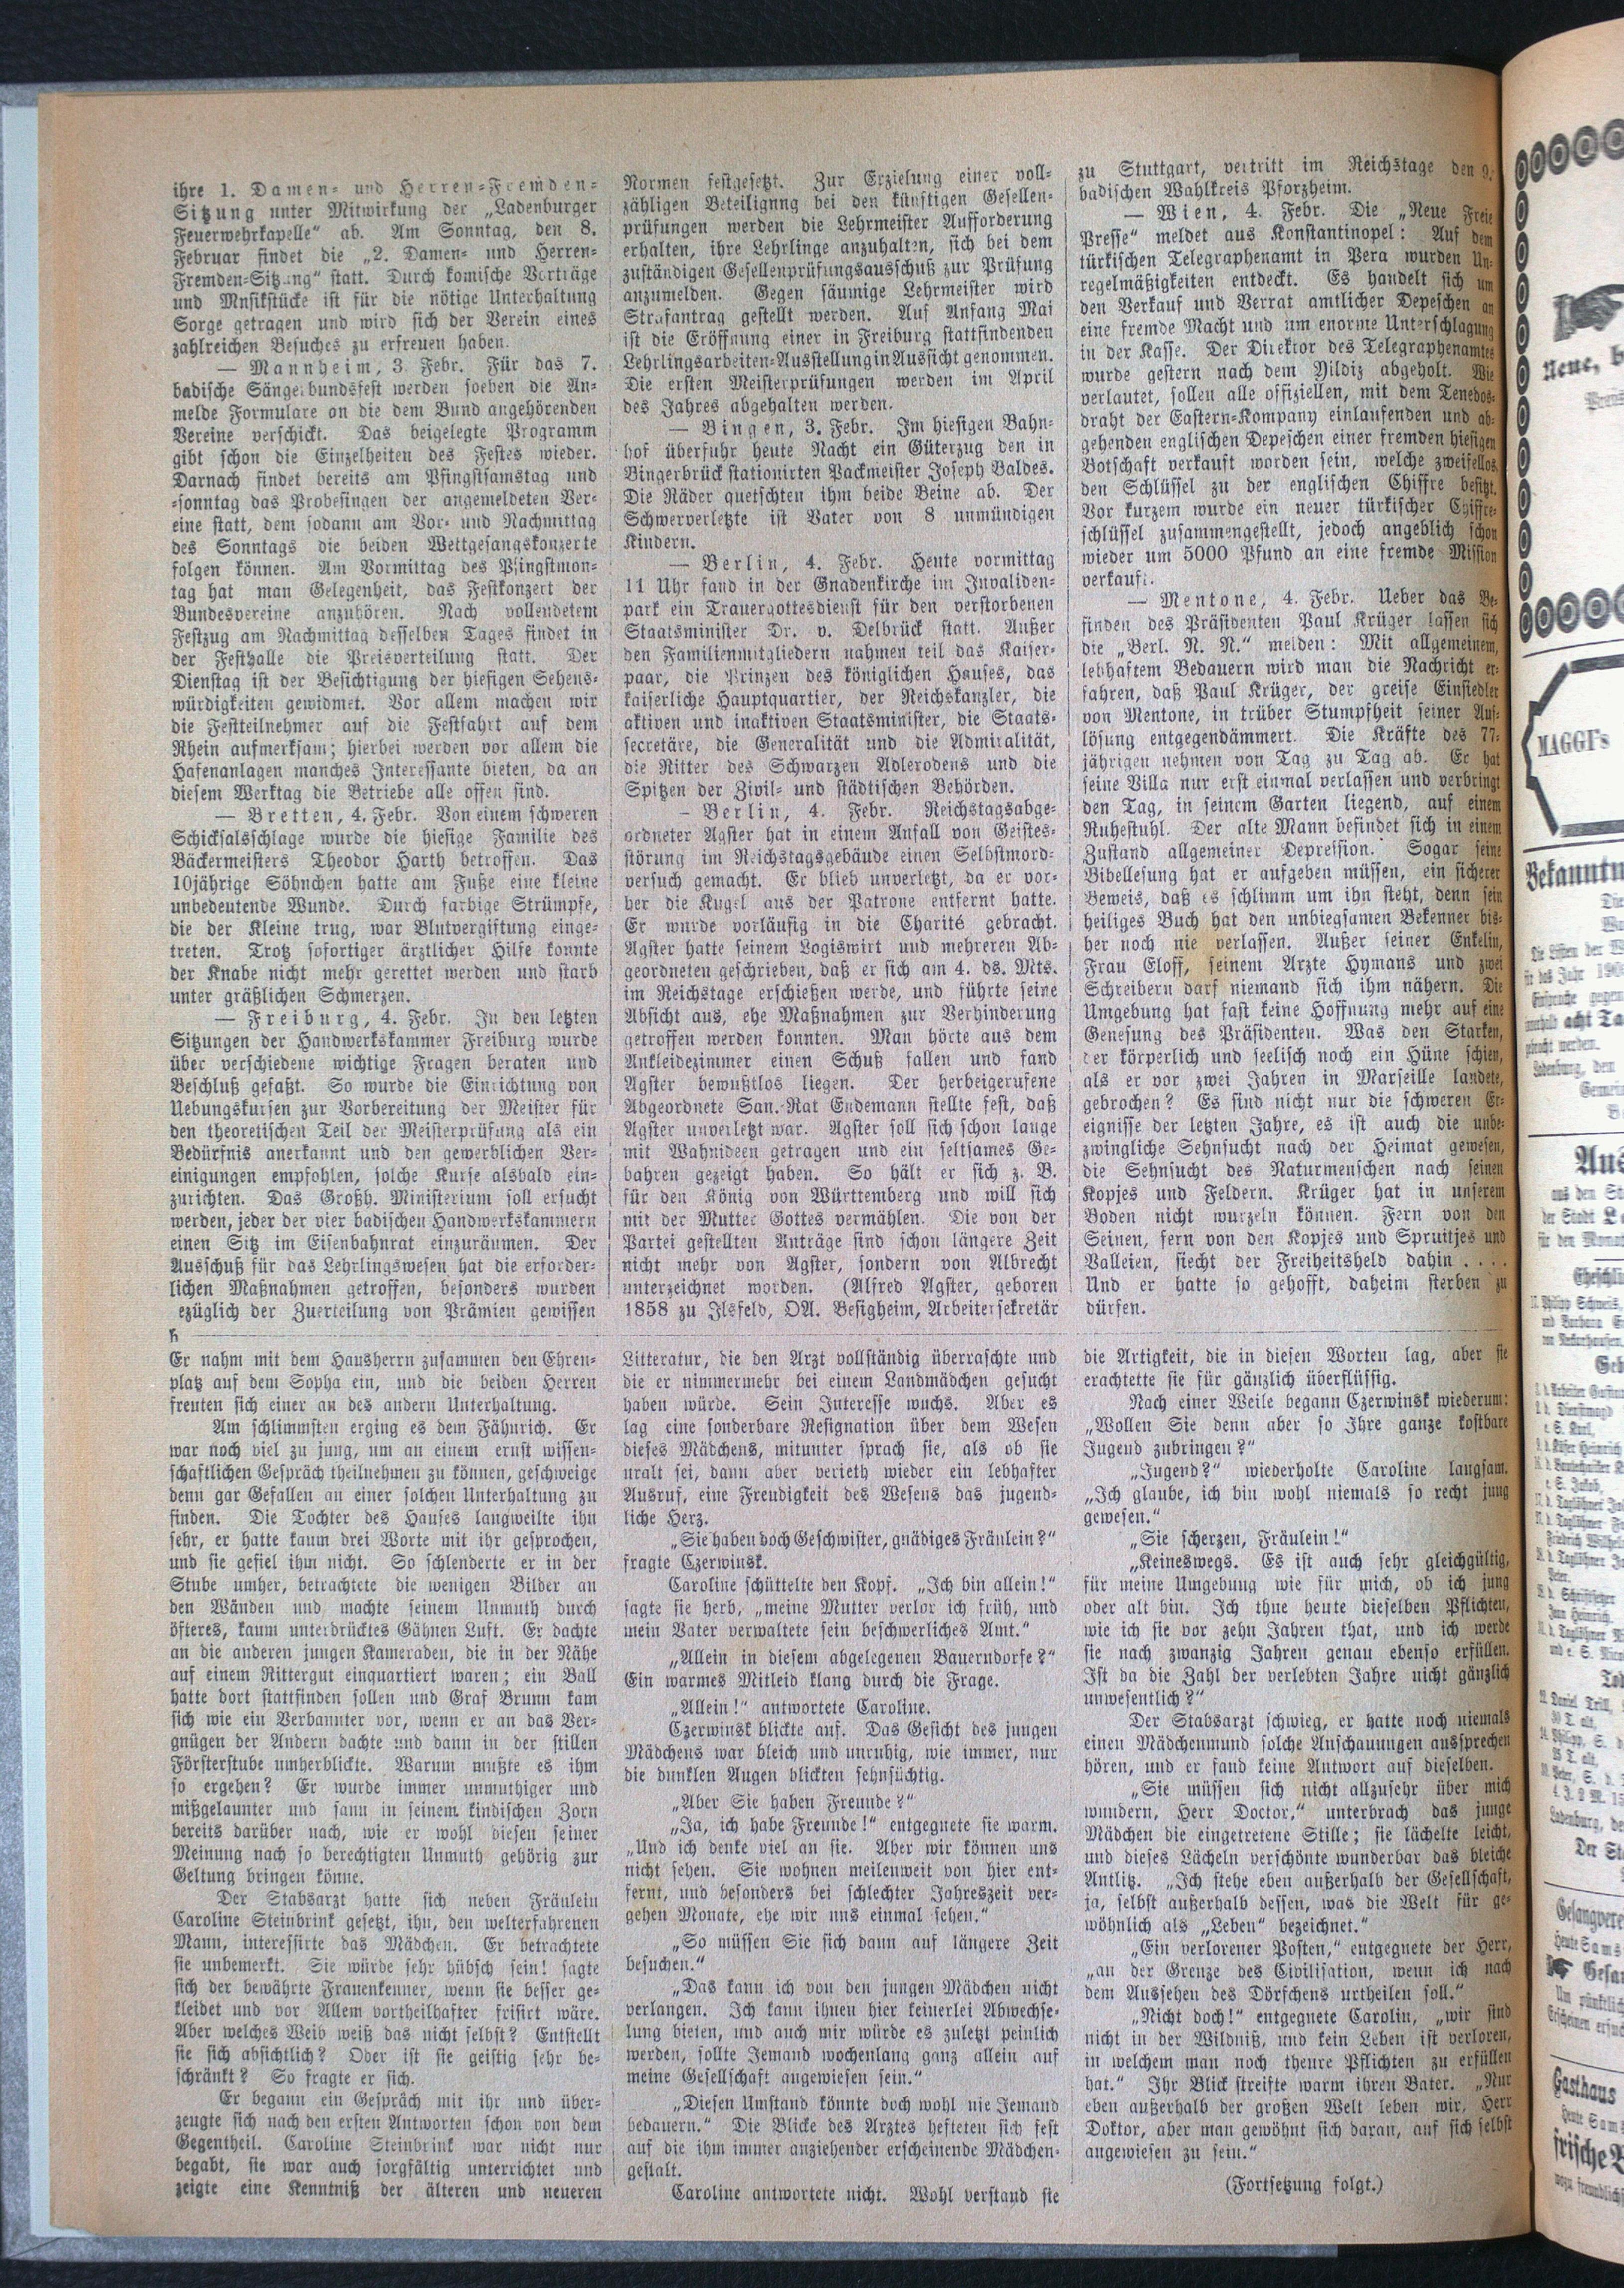 ihre 1. Damen- und Herren-Fremden-
Sitzung unter Mitwirkung der „Ladenburger
Feuerwehrkapelle“ ab. Am Sonntag, den 8.
Februar findet die „2. Damen- und Herren-
Fremden-Sitzung“ statt. Durch komische Vorträge
und Mnsikstücke ist für die nötige Unterhaltung
Sorge getragen und wird sich der Verein eines
zahlreichen Besuches zu erfreuen haben.
— Mannheim, 3. Febr. Für das 7.
badische Sängerbundsfest werden soeben die An-
melde Formulare an die dem Bund angehörenden
Vereine verschickt. Das beigelegte Programm
gibt schon die Einzelheiten des Festes wieder.
Darnach findet bereits am Pfingstsamstag und
-sonntag das Probesingen der angemeldeten Ver-
eine statt, dem sodann am Vor- und Nachmittag
des Sonntags die beiden Wettgesangskonzerte
folgen können. Am Vormittag des Pfingstmon-
tag hat man Gelegenheit, das Festkonzert der
Bundesvereine anzuhören. Nach vollendetem
Festzug am Nachmittag desselben Tages findet in
der Festhalle die Preisverteilung statt. Der
Dienstag ist der Besichtigung der hiesigen Sehens-
würdigkeiten gewidmet. Vor allem machen wir
die Festteilnehmer auf die Festfahrt auf dem
Rhein aufmerksam; hierbei werden vor allem die
Hafenanlagen manches Interessante bieten, da an
diesem Werktag die Betriebe alle offen sind.
— Bretten, 4. Febr. Von einem schweren
Schicksalsschlage wurde die hiesige Familie des
Bäckermeisters Theodor Harth betroffen. Das
10jährige Söhnchen hatte am Fuße eine kleine
unbedeutende Wunde. Durch farbige Strümpfe,
die der Kleine trug, war Blutvergiftung einge-
treten. Trotz sofortiger ärztlicher Hilfe konnte
der Knabe nicht mehr gerettet werden und starb
unter gräßlichen Schmerzen.
— Freiburg, 4. Febr. In den letzten
Sitzungen der Handwerkskammer Freiburg wurde
über verschiedene wichtige Fragen beraten und
Beschluß gefaßt. So wurde die Einrichtung von
Uebungskursen zur Vorbereitung der Meister für
den theoretischen Teil der Meisterprüfung als ein
Bedürfnis anerkannt und den gewerblichen Ver-
einigungen empfohlen, solche Kurse alsbald ein-
zurichten. Das Großh. Ministerium soll ersucht
werden, jeder der vier badischen Handwerkskammern
einen Sitz im Eisenbahnrat einzuräumen. Der
Ausschuß für das Lehrlingswesen hat die erforder-
lichen Maßnahmen getroffen, besonders wurden
ezüglich der Zuerteilung von Prämien gewissen
b
Normen festgesetzt. Zur Erzielung einer voll-
zähligen Beteiligung bei den künftigen Gesellen-
prüfungen werden die Lehrmeister Aufforderung
erhalten, ihre Lehrlinge anzuhalten, sich bei dem
zuständigen Gesellenprüfungsausschuß zur Prüfung
anzumelden. Gegen säumige Lehrmeister wird
Strafantrag gestellt werden. Auf Anfang Mai
ist die Eröffnung einer in Freiburg stattfindenden
Lehrlingsarbeiten-Ausstellung in Aussicht genommen.
Die ersten Meisterprüfungen werden im April
des Jahres abgehalten werden.
— Bingen, 3. Febr. Im hiesigen Bahn-
hof überfuhr heute Nacht ein Güterzug den in
Bingerbrück stationirten Packmeister Joseph Baldes.
Die Räder quetschten ihm beide Beine ab. Der
Schwerverletzte ist Vater von 8 unmündigen
Kindern.
— Berlin, 4. Febr. Heute vormittag
11 Uhr fand in der Gnadenkirche im Invaliden-
park ein Trauergottesdienst für den verstorbenen
Staatsminister Dr. v. Delbrück statt. Außer
den Familienmitgliedern nahmen teil das Kaiser-
paar, die Prinzen des königlichen Hauses, das
kaiserliche Hauptquartier, der Reichskanzler, die
aktiven und inaktiven Staatsminister, die Staats-
secretäre, die Generalität und die Admiralität,
die Ritter des Schwarzen Adlerodens und die
Spitzen der Zivil- und städtischen Behörden.
– Berlin, 4. Febr. Reichstagsabge-
ordneter Agster hat in einem Anfall von Geistes-
störung im Reichstagsgebäude einen Selbstmord-
versuch gemacht. Er blieb unverletzt, da er vor-
her die Kugel aus der Patrone entfernt hatte.
Er wurde vorläufig in die Charité gebracht.
Agster hatte seinem Logiswirt und mehreren Ab-
geordneten geschrieben, daß er sich am 4. ds. Mts.
im Reichstage erschießen werde, und führte seine
Absicht aus, ehe Maßnahmen zur Verhinderung
getroffen werden konnten. Man hörte aus dem
Ankleidezimmer einen Schuß fallen und fand
Agster bewußtlos liegen. Der herbeigerufene
Abgeordnete San.-Rat Endemann stellte fest, daß
Agster unverletzt war. Agster soll sich schon lange
mit Wahnideen getragen und ein seltsames Ge-
bahren gezeigt haben. So hält er sich z. B.
für den König von Württemberg und will sich
mit der Mutter Gottes vermählen. Die von der
Partei gestellten Anträge sind schon längere Zeit
nicht mehr von Agster, sondern von Albrecht
unterzeichnet worden. (Alfred Agster, geboren
1858 zu Ilsfeld, OA. Besigheim, Arbeitersekretär
zu Stuttgart, vertritt im Reichstage den 9.
badischen Wahlkreis Pforzheim.
— Wien, 4. Febr. Die „Neue Freie
Presse“ meldet aus Konstantinopel: Auf dem
türkischen Telegraphenamt in Pera wurden Un-
regelmäßigkeiten entdeckt. Es handelt sich um
den Verkauf und Verrat amtlicher Depeschen an
eine fremde Macht und um enorme Unterschlagung
in der Kasse. Der Direktor des Telegraphenamtes
wurde gestern nach dem Yildiz abgeholt. Wie
verlautet, sollen alle offiziellen, mit dem Tenedos-
draht der Eastern-Kompany einlaufenden und ab-
gehenden englischen Depeschen einer fremden hiesigen
Botschaft verkauft worden sein, welche zweifellos
den Schlüssel zu der englischen Chiffre besitzt.
Vor kurzem wurde ein neuer türkischer Chiffre-
schlüssel zusammengestellt, jedoch angeblich schon
wieder um 5000 Pfund an eine fremde Mission
verkauft.
— Mentone, 4. Febr. Ueber das Be-
finden des Präsidenten Paul Krüger lassen sich
die „Berl. N. N.“ melden: Mit allgemeinem,
lebhaftem Bedauern wird man die Nachricht er-
fahren, daß Paul Krüger, der greise Einsiedler
von Mentone, in trüber Stumpfheit seiner Auf-
lösung entgegendämmert. Die Kräfte des 77-
jährigen nehmen von Tag zu Tag ab. Er hat
seine Villa nur erst einmal verlassen und verbringt
den Tag, in seinem Garten liegend, auf einem
Ruhestuhl. Der alte Mann befindet sich in einem
Zustand allgemeiner Depression. Sogar seine
Bibellesung hat er aufgeben müssen, ein sicherer
Beweis, daß es schlimm um ihn steht, denn sein
heiliges Buch hat den unbiegsamen Bekenner bis-
her noch nie verlassen. Außer seiner Enkelin,
Frau Eloff, seinem Arzte Hymans und zwei
Schreibern darf niemand sich ihm nähern. Die
Umgebung hat fast keine Hoffnung mehr auf eine
Genesung des Präsidenten. Was den Starken,
der körperlich und seelisch noch ein Hüne schien,
als er vor zwei Jahren in Marseille landete,
gebrochen? Es sind nicht nur die schweren Er-
eignisse der letzten Jahre, es ist auch die unbe-
zwingliche Sehnsucht nach der Heimat gewesen,
die Sehnsucht des Naturmenschen nach seinen
Kopjes und Feldern. Krüger hat in unserem
Boden nicht wurzeln können. Fern von den
Seinen, fern von den Kopjes und Spruitjes und
Valleien, siecht der Freiheitsheld dahin . . . .
Und er hatte so gehofft, daheim sterben zu
dürfen.
Er nahm mit dem Hausherrn zusammen den Ehren-
platz auf dem Sopha ein, und die beiden Herren
freuten sich einer an des andern Unterhaltung.
Am schlimmsten erging es dem Fähnrich. Er
war noch viel zu jung, um an einem ernst wissen-
schaftlichen Gespräch theilnehmen zu können, geschweige
denn gar Gefallen an einer solchen Unterhaltung zu
finden. Die Tochter des Hauses langweilte ihn
sehr, er hatte kaum drei Worte mit ihr gesprochen,
und sie gefiel ihm nicht. So schlenderte er in der
Stube umher, betrachtete die wenigen Bilder an
den Wänden und machte seinem Unmuth durch
öfteres, kaum unterdrücktes Gähnen Luft. Er dachte
an die anderen jungen Kameraden, die in der Nähe
auf einem Rittergut einquartiert waren; ein Ball
hatte dort stattfinden sollen und Graf Brunn kam
sich wie ein Verbannter vor, wenn er an das Ver-
gnügen der Andern dachte und dann in der stillen
Försterstube umherblickte. Warum mußte es ihm
so ergehen? Er wurde immer unmuthiger und
mißgelaunter und sann in seinem kindischen Zorn
bereits darüber nach, wie er wohl diesen seiner
Meinung nach so berechtigten Unmuth gehörig zur
Geltung bringen könne.
Der Stabsarzt hatte sich neben Fräulein
Caroline Steinbrink gesetzt, ihn, den welterfahrenen
Mann, interessirte das Mädchen. Er betrachtete
sie unbemerkt. Sie würde sehr hübsch sein! sagte
sich der bewährte Frauenkenner, wenn sie besser ge-
kleidet und vor Allem vortheilhafter frisirt wäre.
Aber welches Weib weiß das nicht selbst? Entstellt
sie sich absichtlich? Oder ist sie geistig sehr be-
schränkt? So fragte er sich.
Er begann ein Gespräch mit ihr und über-
zeugte sich nach den ersten Antworten schon von dem
Gegentheil. Caroline Steinbrink war nicht nur
begabt, sie war auch sorgfältig unterrichtet und
zeigte eine Kenntniß der älteren und neueren
Litteratur, die den Arzt vollständig überraschte und
die er nimmermehr bei einem Landmädchen gesucht
haben würde. Sein Interesse wuchs. Aber es
lag eine sonderbare Resignation über dem Wesen
dieses Mädchens, mitunter sprach sie, als ob sie
uralt sei, dann aber verieth wieder ein lebhafter
Ausruf, eine Freudigkeit des Wesens das jugend-
liche Herz.
„Sie haben doch Geschwister, gnädiges Fräulein?“
fragte Czerwinsk.
Caroline schüttelte den Kopf. „Ich bin allein!“
sagte sie herb, „meine Mutter verlor ich früh, und
mein Vater verwaltete sein beschwerliches Amt.“
„Allein in diesem abgelegenen Bauerndorfe?“
Ein warmes Mitleid klang durch die Frage.
„Allein!“ antwortete Caroline.
Czerwinsk blickte auf. Das Gesicht des jungen
Mädchens war bleich und unruhig, wie immer, nur
die dunklen Augen blickten sehnsüchtig.
„Aber Sie haben Freunde?“
„Ja, ich habe Freunde!“ entgegnete sie warm.
„Und ich denke viel an sie. Aber wir können uns
nicht sehen. Sie wohnen meilenweit von hier ent-
fernt, und besonders bei schlechter Jahreszeit ver-
gehen Monate, ehe wir uns einmal sehen.“
„So müssen Sie sich dann auf längere Zeit
besuchen.“
„Das kann ich von den jungen Mädchen nicht
verlangen. Ich kann ihnen hier keinerlei Abwechse-
lung bieten, und auch mir würde es zuletzt peinlich
werden, sollte Jemand wochenlang ganz allein auf
meine Gesellschaft angewiesen sein.“
„Diesen Umstand könnte doch wohl nie Jemand
bedauern.“ Die Blicke des Arztes hefteten sich fest
auf die ihm immer anziehender erscheinende Mädchen-
gestalt.
Caroline antwortete nicht. Wohl verstand sie
die Artigkeit, die in diesen Worten lag, aber sie
erachtette sie für gänzlich überflüssig.
Nach einer Weile begann Czerwinsk wiederum:
„Wollen Sie denn aber so Ihre ganze kostbare
Jugend zubringen?“
„Jugend?“ wiederholte Caroline langsam.
„Ich glaube, ich bin wohl niemals so recht jung
gewesen.“
„Sie scherzen, Fräulein!“
„Keineswegs. Es ist auch sehr gleichgültig,
für meine Umgebung wie für mich, ob ich jung
oder alt bin. Ich thue heute dieselben Pflichten,
wie ich sie vor zehn Jahren that, und ich werde
sie nach zwanzig Jahren genau ebenso erfüllen.
Ist da die Zahl der verlebten Jahre nicht gänzlich
unwesentlich?“
Der Stabsarzt schwieg, er hatte noch niemals
einen Mädchenmund solche Anschauungen aussprechen
hören, und er fand keine Antwort auf dieselben.
„Sie müssen sich nicht allzusehr über mich
wundern, Herr Doctor,“ unterbrach das junge
Mädchen die eingetretene Stille; sie lächelte leicht,
und dieses Lächeln verschönte wunderbar das bleiche
Antlitz. „Ich stehe eben außerhalb der Gesellschaft,
ja, selbst außerhalb dessen, was die Welt für ge-
wöhnlich als „Leben“ bezeichnet.“
„Ein verlorener Posten,“ entgegnete der Herr,
„an der Grenze des Civilisation, wenn ich nach
dem Aussehen des Dörfchens urtheilen soll.“
„Nicht doch!“ entgegnete Carolin, „wir sind
nicht in der Wildniß, und kein Leben ist verloren,
in welchem man noch theure Pflichten zu erfüllen
hat.“ Ihr Blick streifte warm ihren Vater. „Nur
eben außerhalb der großen Welt leben wir, Herr
Doktor, aber man gewöhnt sich daran, auf sich selbst
angewiesen zu sein.“
(Fortsetzung folgt.)
Neue,
MAGGI's